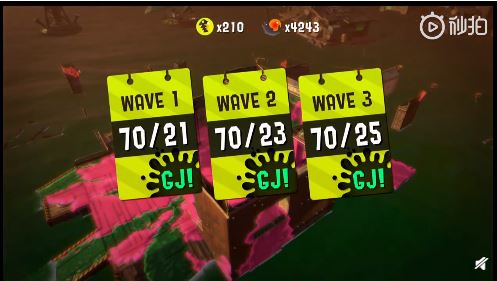 x210 x4243
秒拍
WAVE 1
70/21
GJ!
WAVE 2
70/23
GJ!
WAVE 3
70/25
GJ!